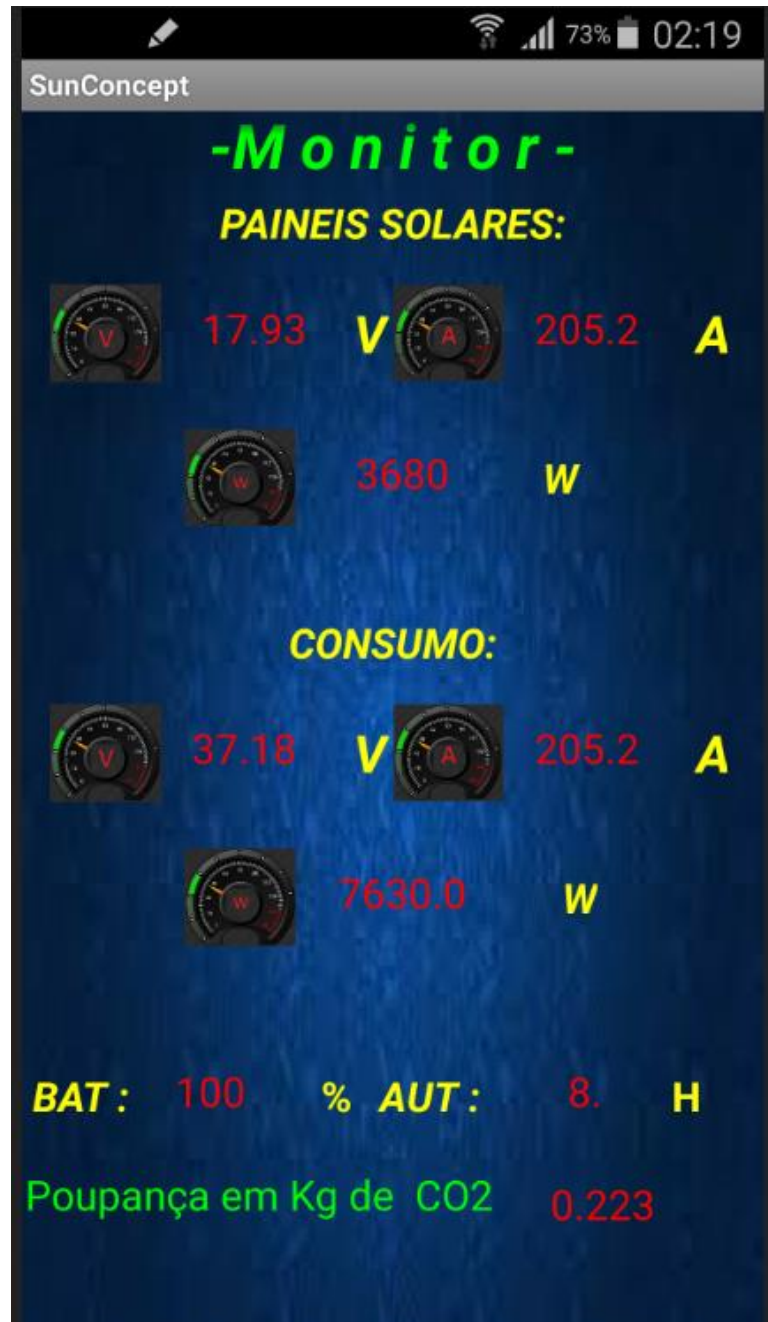 73% 02:19
SunConcept
-M o n i t o r -
PAINEIS SOLARES:
V 17.93 V A 205.2 A
W 3680 W
CONSUMO:
V 37.18 V A 205.2 A
W 7630.0 W
BAT : 100 % AUT : 8. H
Poupança em Kg de CO2 0.223